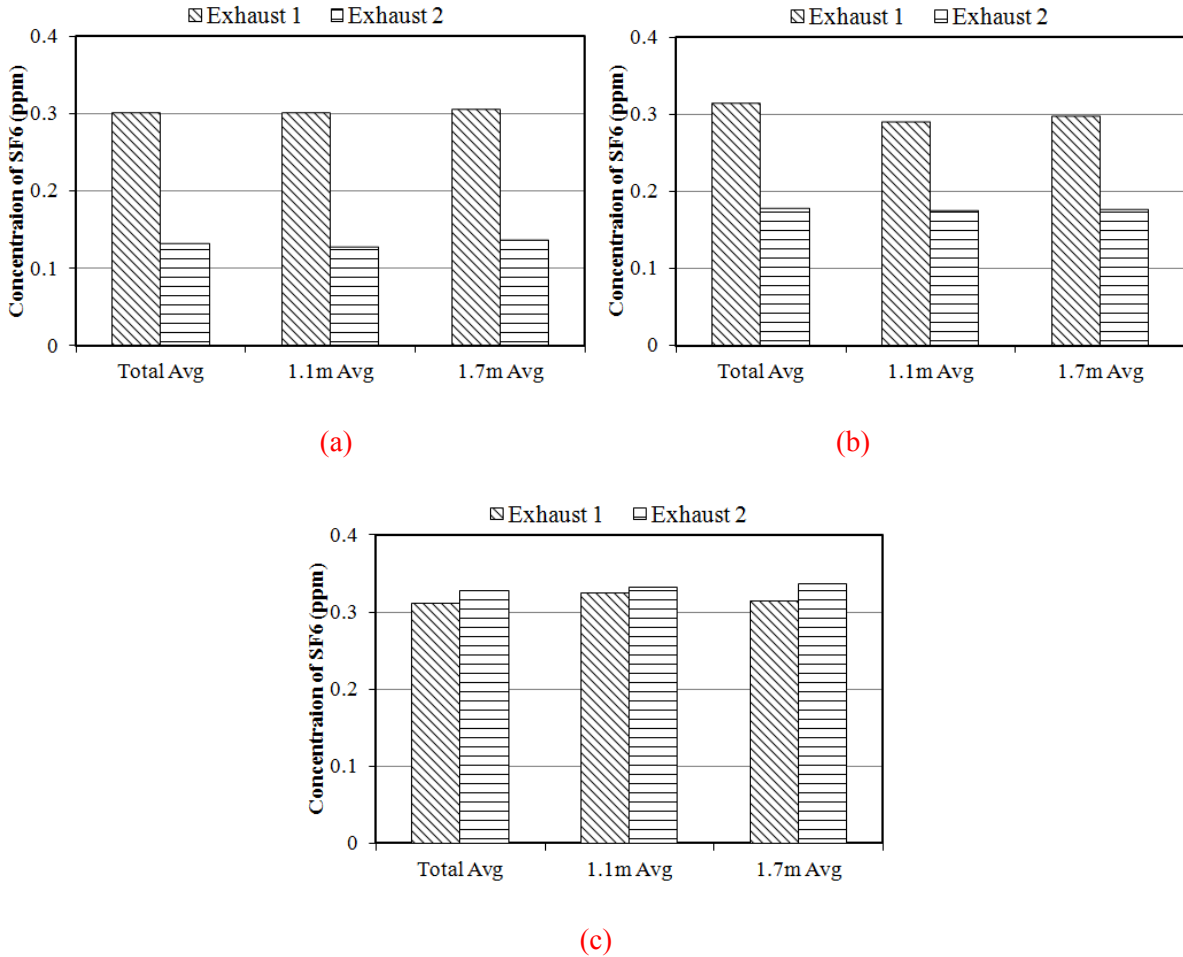 Exhaust 1 Exhaust 2
Concentraion of SF6 (ppm)
0.4
0.3
0.2
0.1
0
Total Avg 1.1m Avg 1.7m Avg
(a)
Exhaust 1 Exhaust 2
Concentraion of SF6 (ppm)
0.4
0.3
0.2
0.1
0
Total Avg 1.1m Avg 1.7m Avg
(b)
Exhaust 1 Exhaust 2
Concentraion of SF6 (ppm)
0.4
0.3
0.2
0.1
0
Total Avg 1.1m Avg 1.7m Avg
(c)